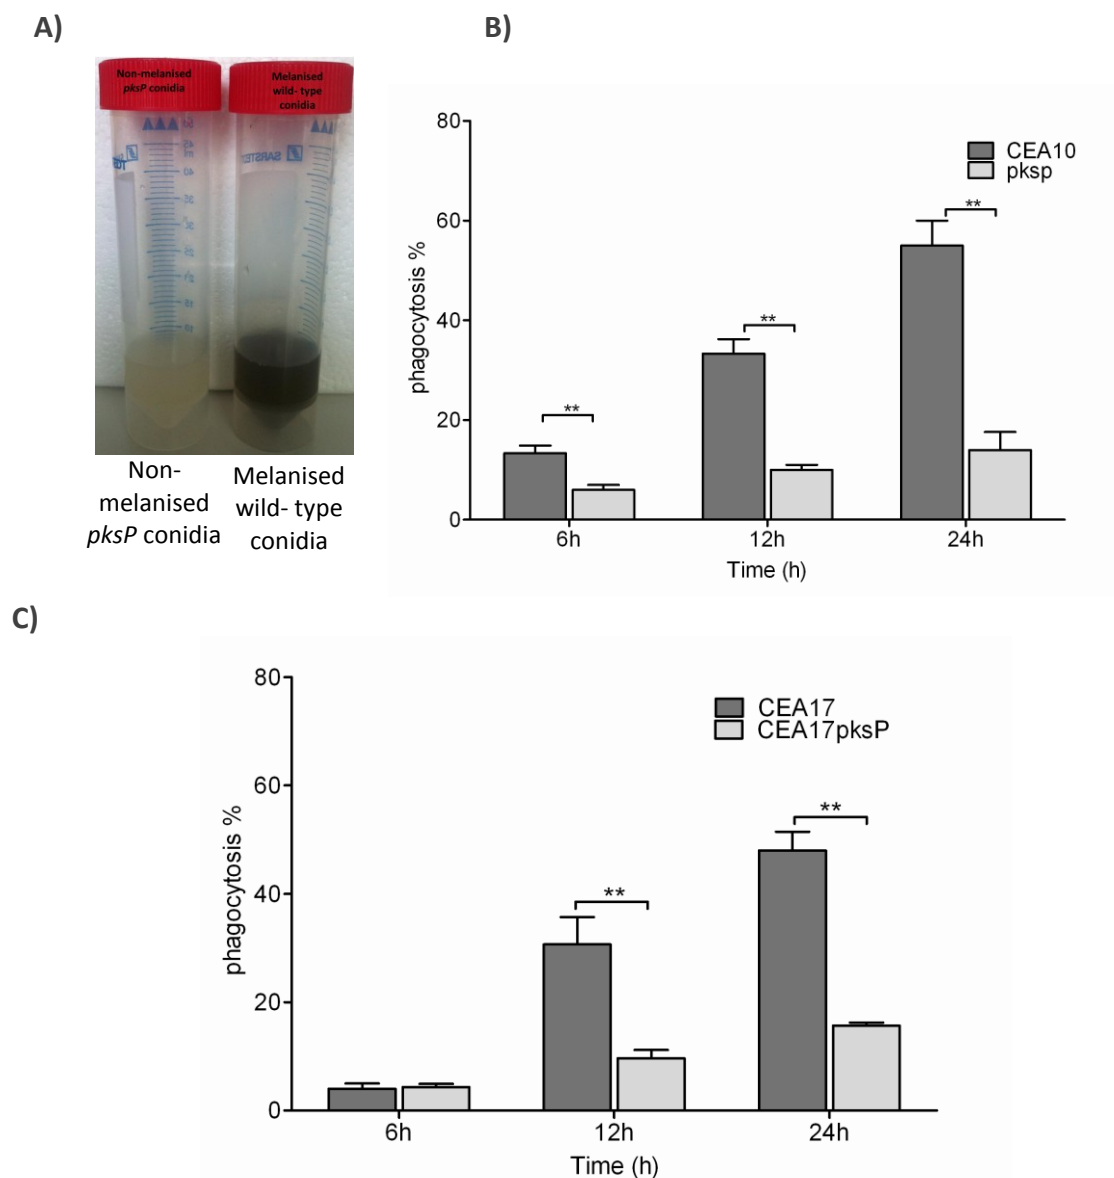 A)
B)
Non-melanised
pksP conidia
Melanised
wild- type
conidia
SARSTE
Non-
melanised
pksP conidia
Melanised
wild- type
conidia
80
60
40
20
0
phagocytosis %
CEA10
pksp
**
**
**
6h
12h
24h
Time (h)
C)
80
60
40
20
0
phagocytosis %
CEA17
CEA17pksP
**
**
6h
12h
24h
Time (h)